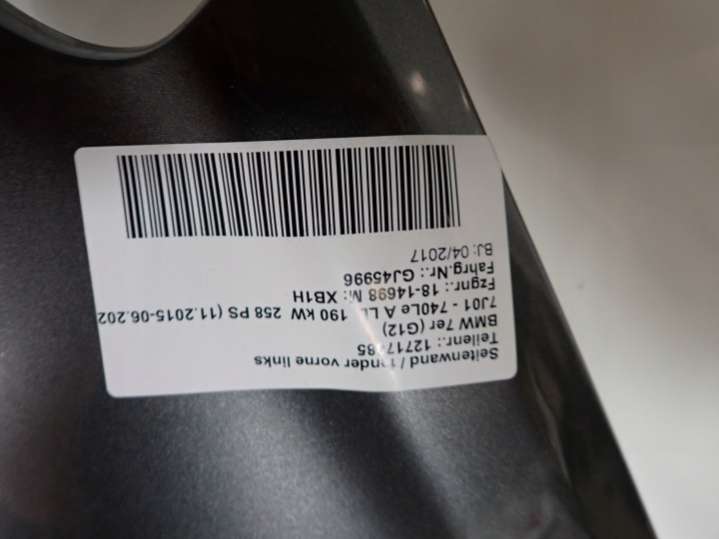 Seitenwand / vorne links
Teilenr.:
BMW 7er (G12)
7J01 - 740Le A 190 kW 258 PS (11.2015-06.202
Fzgnr.: 18-14698 M: XB1H
Fahrg.Nr.: GJ45996
BJ: 04/2017